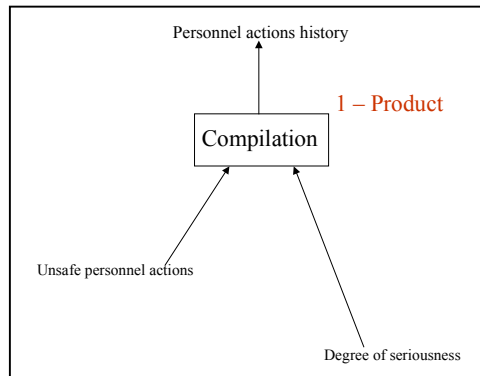 Personnel actions history
1 – Product
Compilation
Unsafe personnel actions
Degree of seriousness